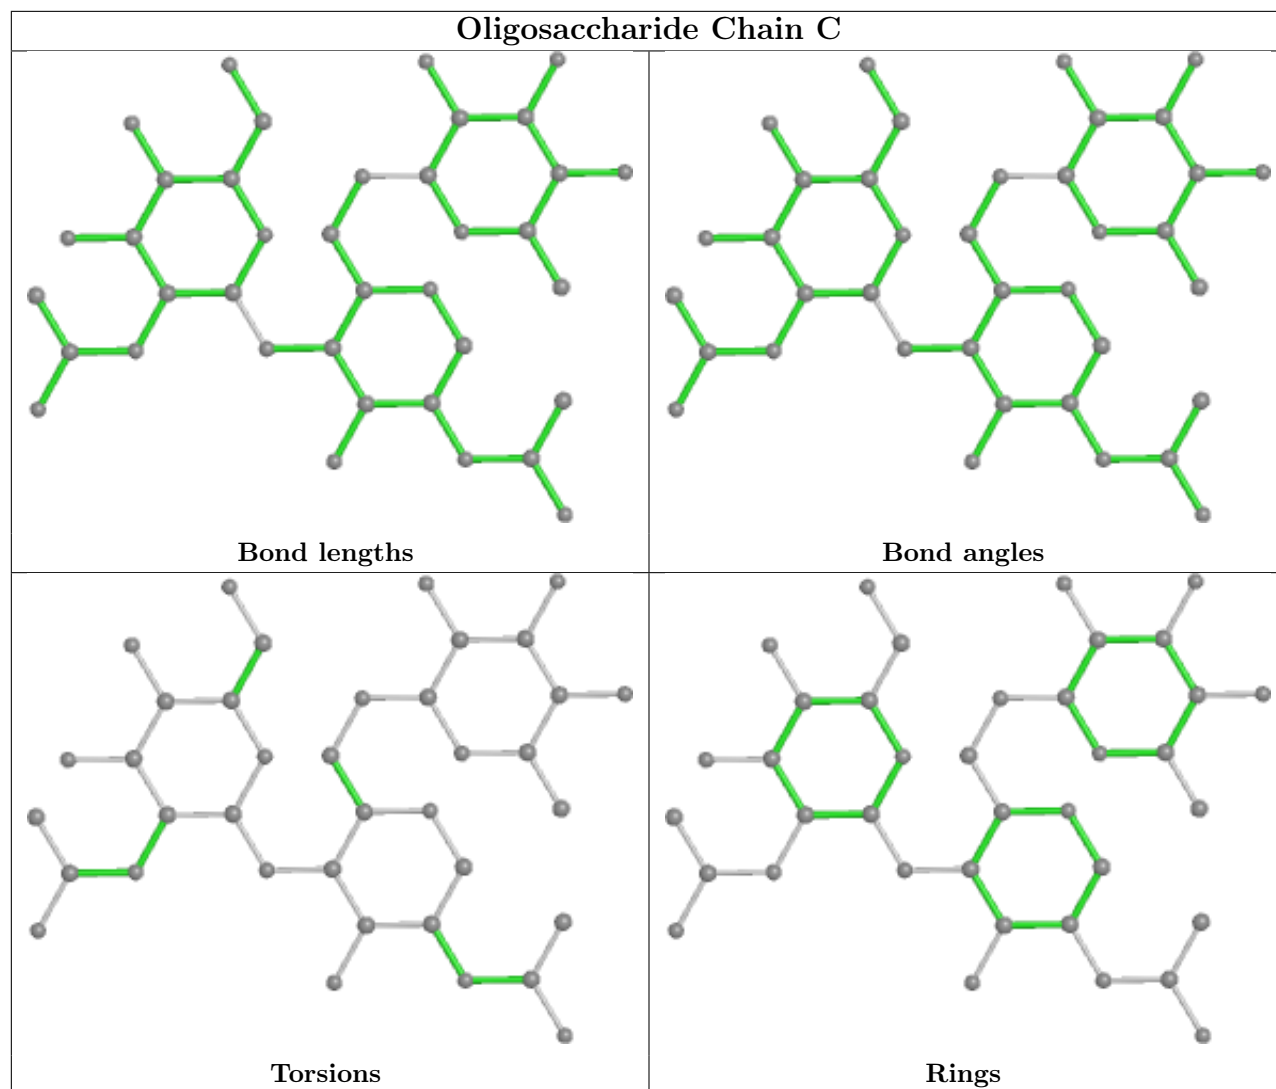 Oligosaccharide Chain C
Bond lengths
Bond angles
Torsions
Rings